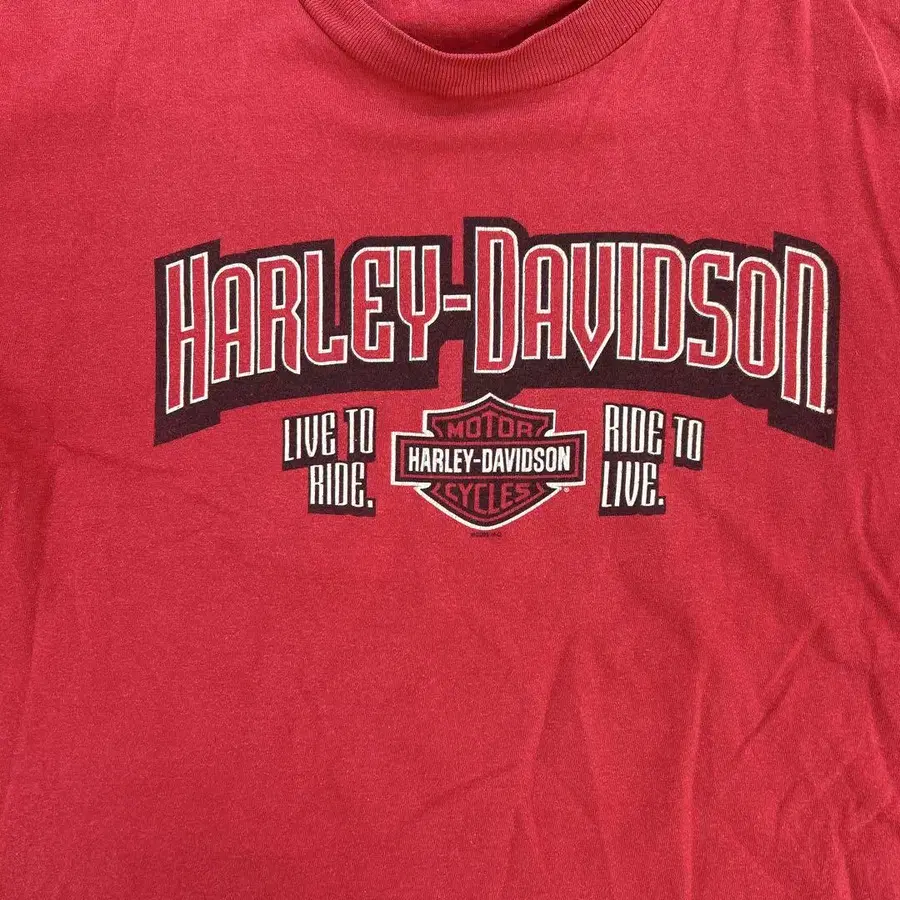 HARLEY-DAVIDSON
LIVE TO
RIDE.
MOTOR
HARLEY-DAVIDSON
CYCLES
RIDE TO
LIVE.